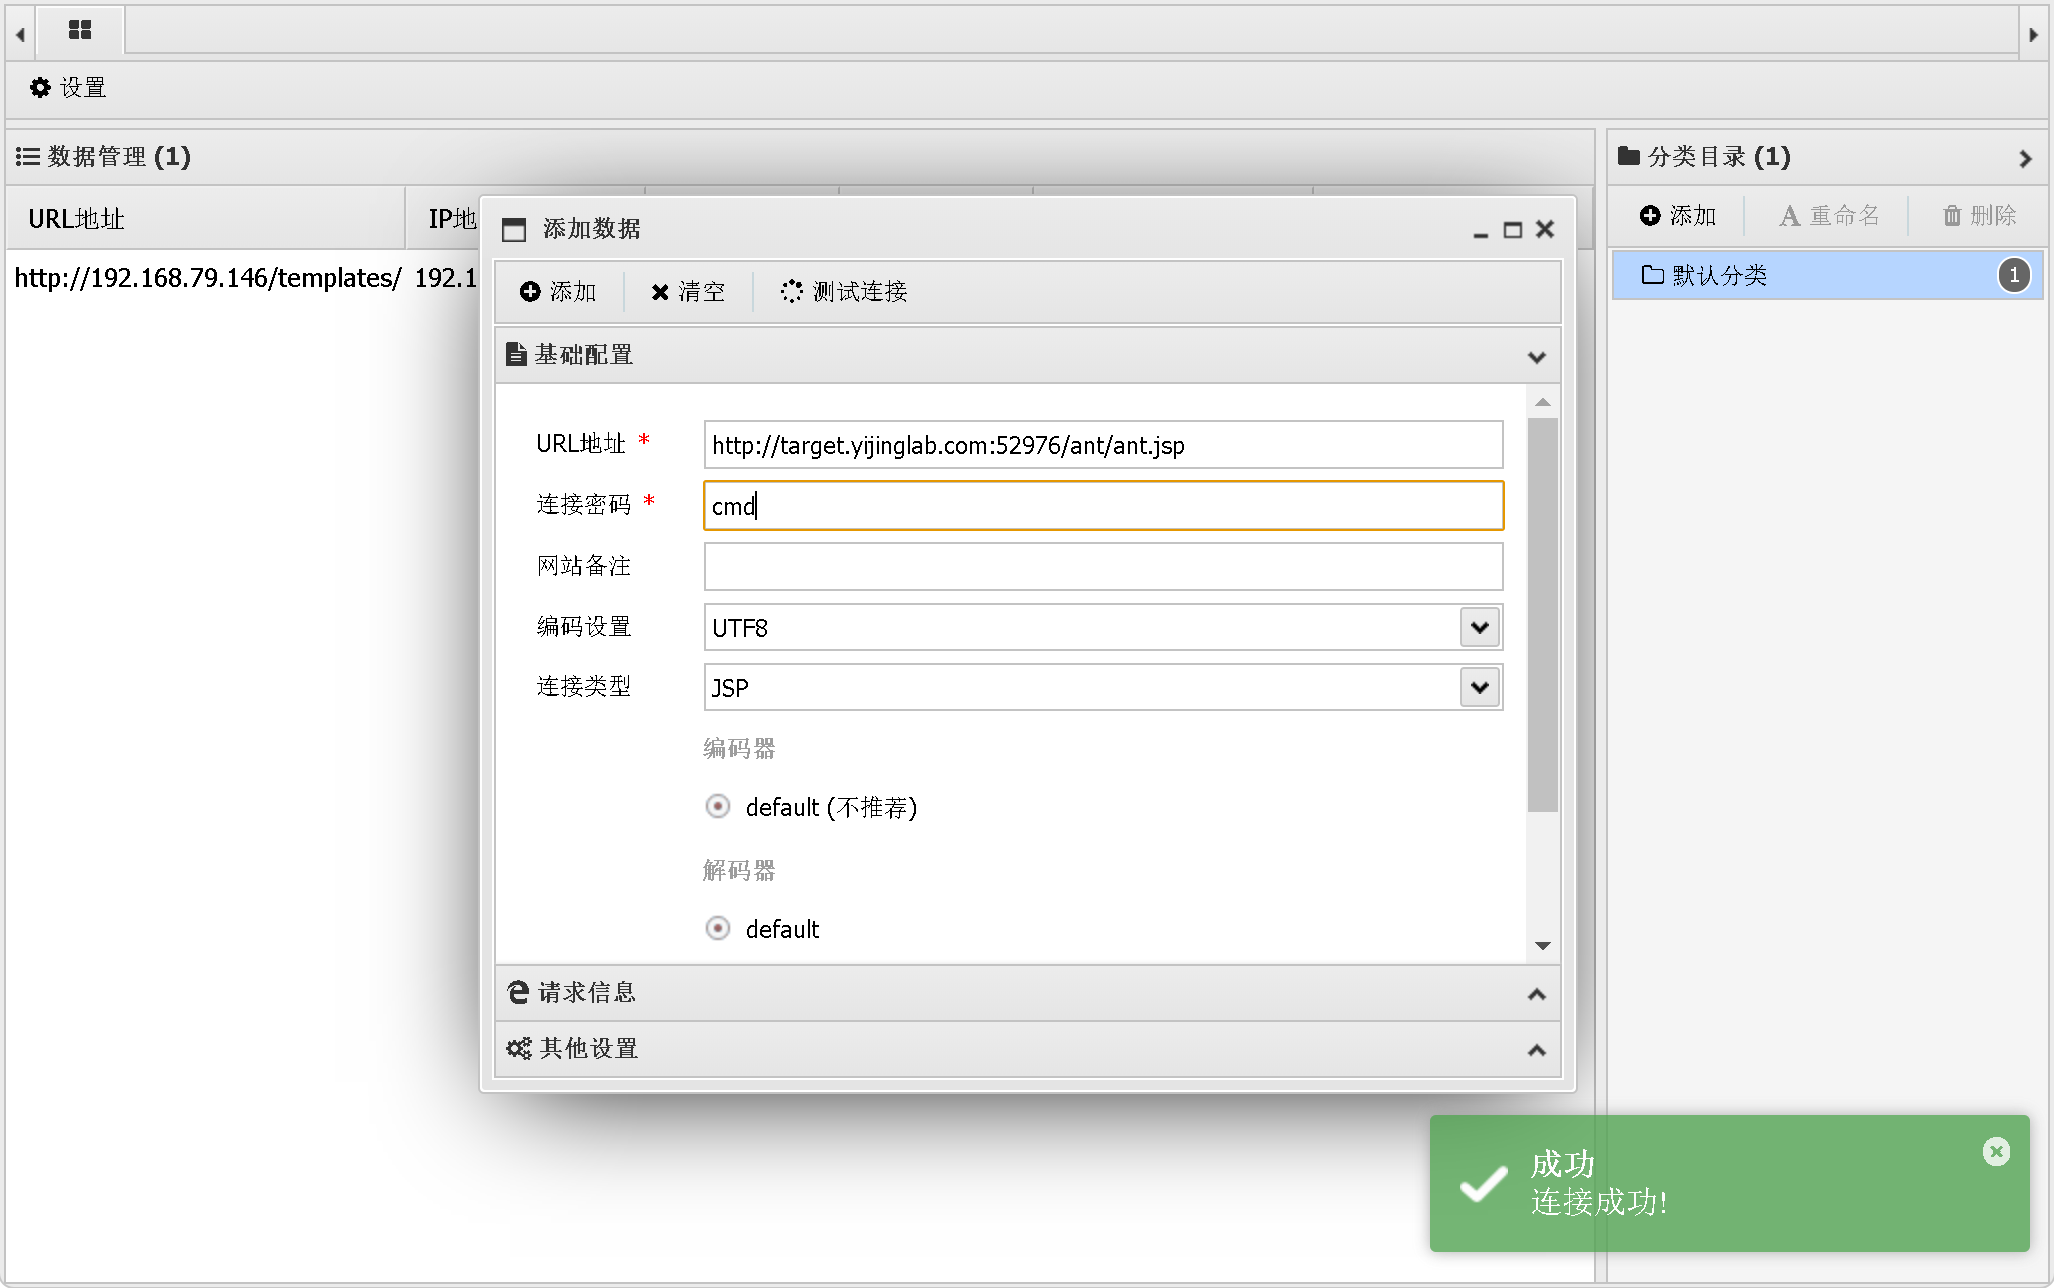 设置
数据管理 (1)
URL地址
IP地
http://192.168.79.146/templates/
192.1
添加数据
添加
清空
测试连接
基础配置
URL地址 *
http://target.yijinglab.com:52976/ant/ant.jsp
连接密码 *
cmd
网站备注
编码设置
UTF8
连接类型
JSP
编码器
default (不推荐)
解码器
default
请求信息
其他设置
分类目录 (1)
添加
重命名
删除
默认分类
1
成功
连接成功!